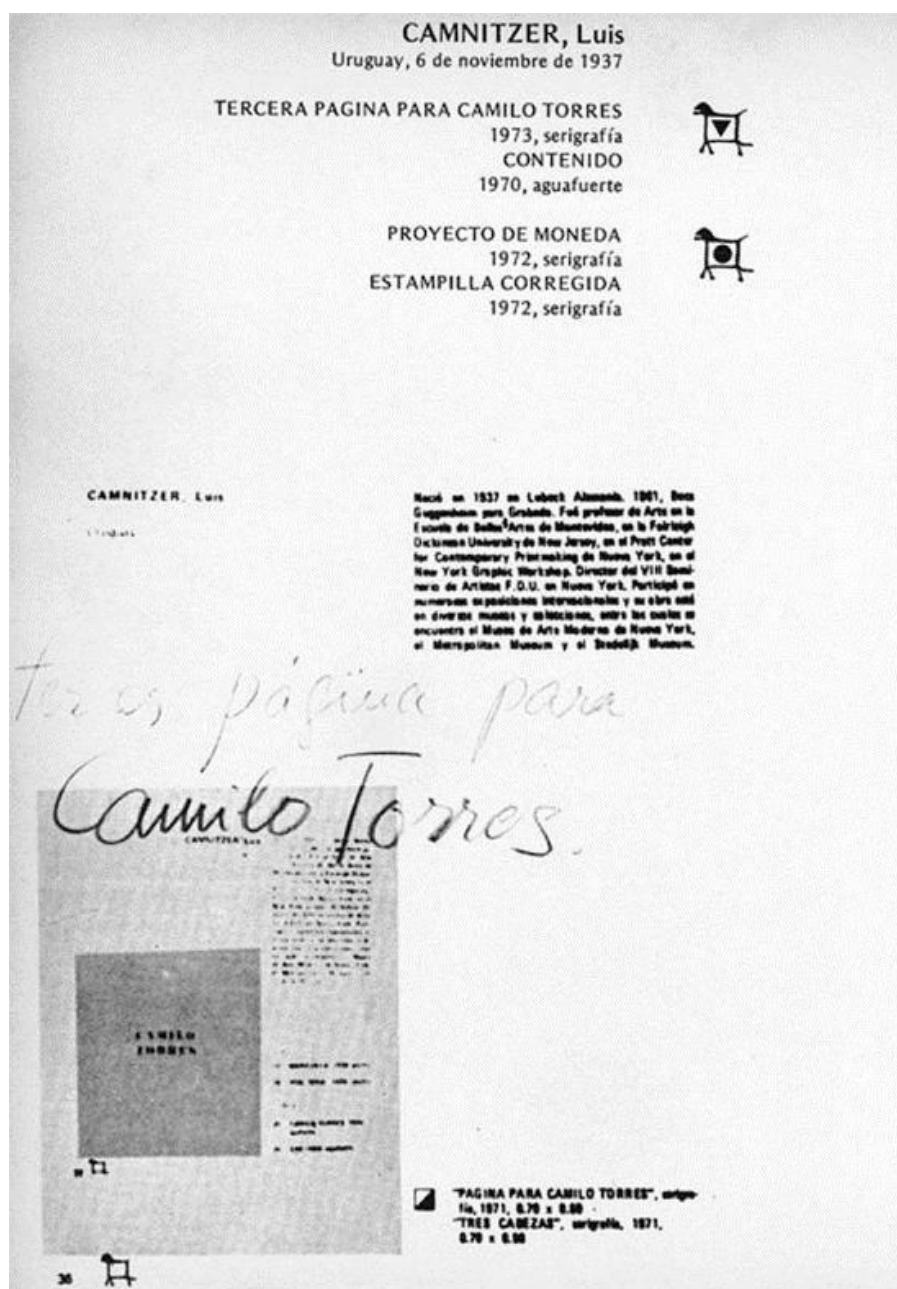 CAMNITZER, Luis
Uruguay, 6 de noviembre de 1937
TERCERA PAGINA PARA CAMILO TORRES
1973, serigrafía
CONTENIDO
1970, aguafuerte
PROYECTO DE MONEDA
1972, serigrafía
ESTAMPILLA CORREGIDA
1972, serigrafía
CAMNITZER, Luis
Nació en 1937 en Lubeck Alemania. 1961, Beca
Guggenheim para Grabado. Fué profesor de Arte en la
Escuela de Bellas Artes de Montevideo, en la Fairleigh
Dickinson University de New Jersey, en el Pratt Center
for Contemporary Printmaking de Nueva York, en el
New York Graphic Workshop. Director del VIII Semi-
nario de Artistas F.O.U. en Nueva York. Participó en
numerosas exposiciones internacionales y su obra está
en diversos museos y colecciones, entre los cuales se
encuentra el Museo de Arte Moderno de Nueva York,
el Metropolitan Museum y el Stedelijk Museum.
página para
Camilo Torres.
CAMNITZER, Luis
CAMILO
TORRES
"PAGINA PARA CAMILO TORRES", serigra-
fía, 1971, 0.70 x
"TRES CABEZAS", serigrafía, 1971,
0.70 x
36